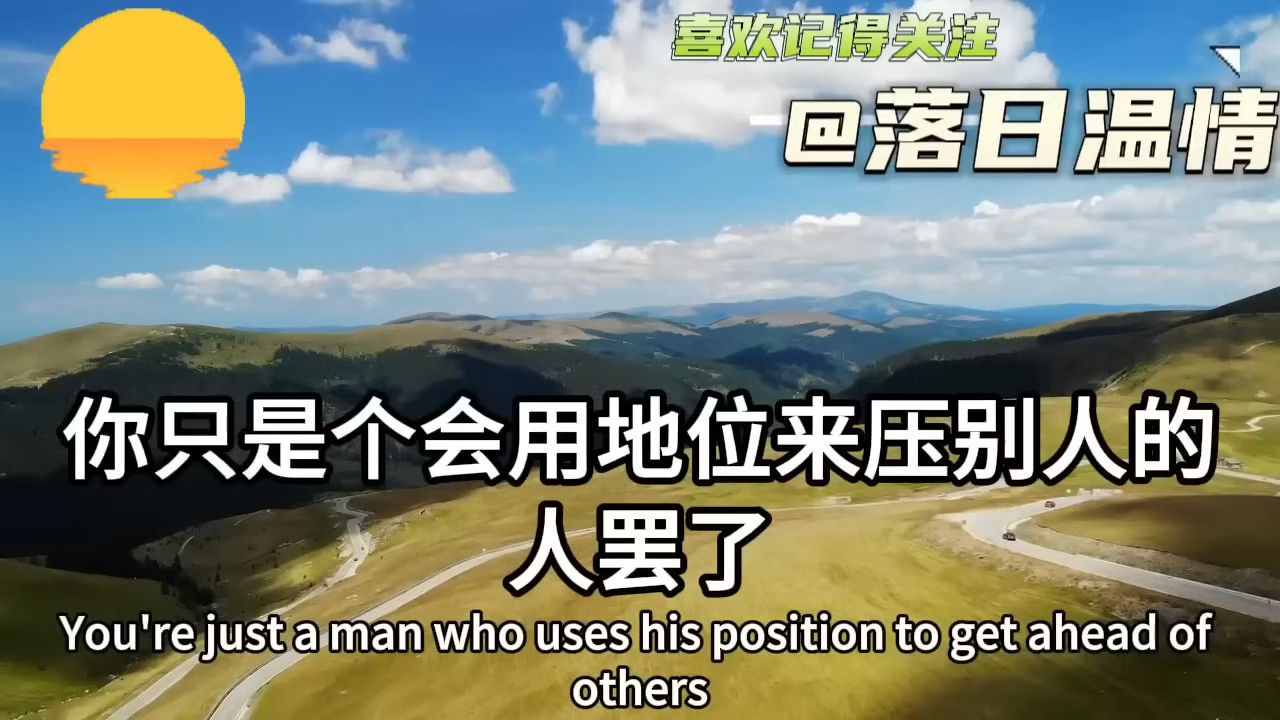 喜欢记得关注
@落日温情
你只是个会用地位来压别人的
人罢了
You're just a man who uses his position to get ahead of
others